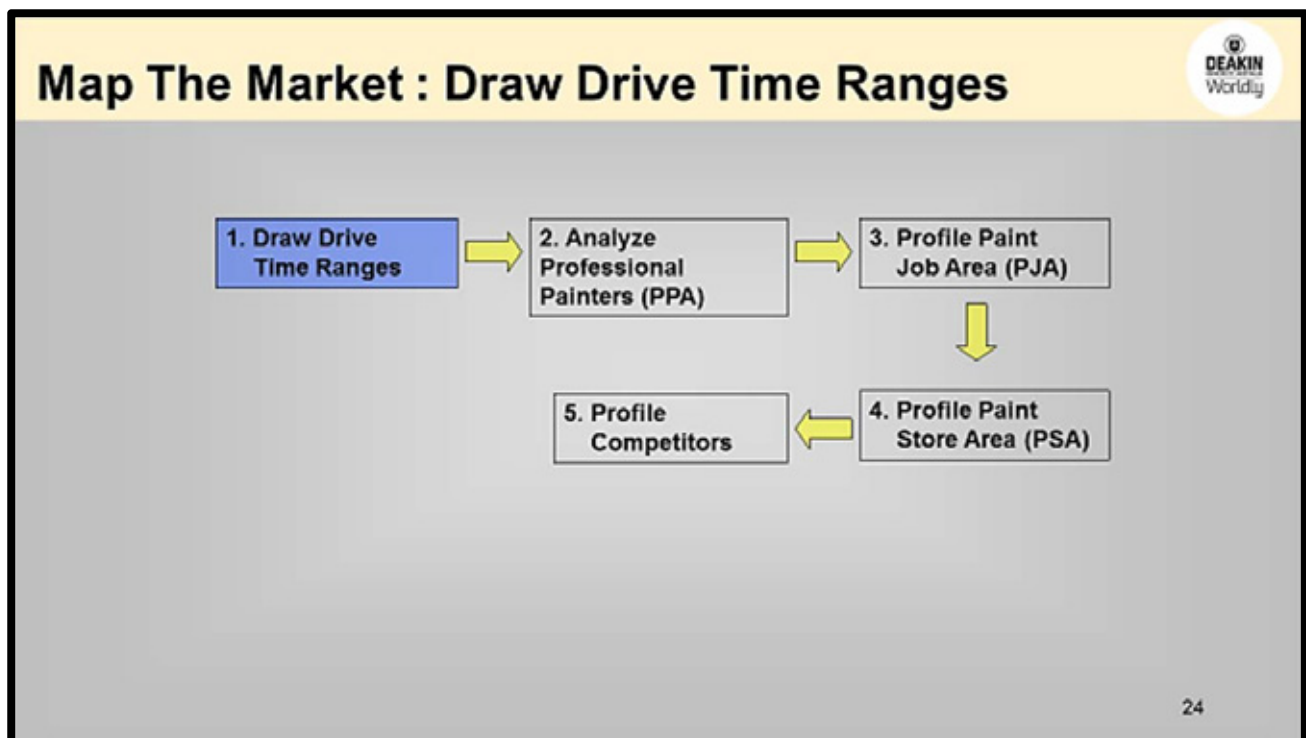 Map The Market : Draw Drive Time Ranges
DEAKIN
Worldly
1. Draw Drive
Time Ranges
2. Analyze
Professional
Painters (PPA)
3. Profile Paint
Job Area (PJA)
4. Profile Paint
Store Area (PSA)
5. Profile
Competitors
24